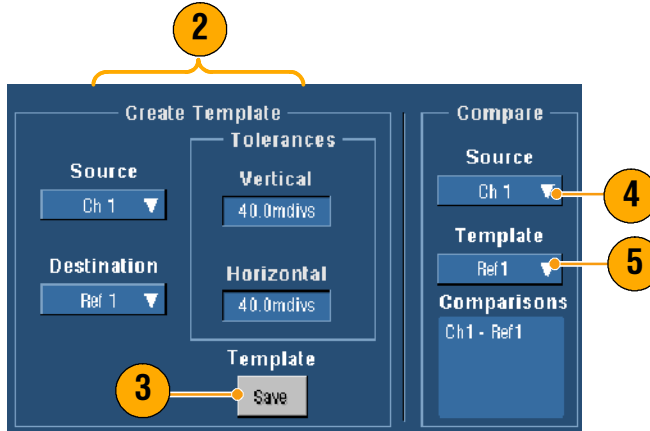 2
Create Template
Tolerances
Source
Ch 1
Vertical
40.0mdivs
Destination
Ref 1
Horizontal
40.0mdivs
Template
3
Save
Compare
Source
Ch 1
4
Template
Ref1
5
Comparisons
Ch1 - Ref1